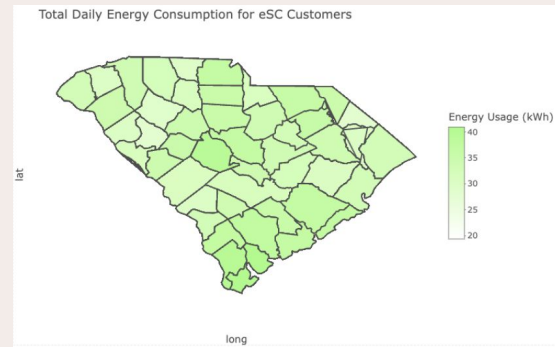 Total Daily Energy Consumption for eSC Customers
Energy Usage (kWh)
40
35
30
25
20
lat
long